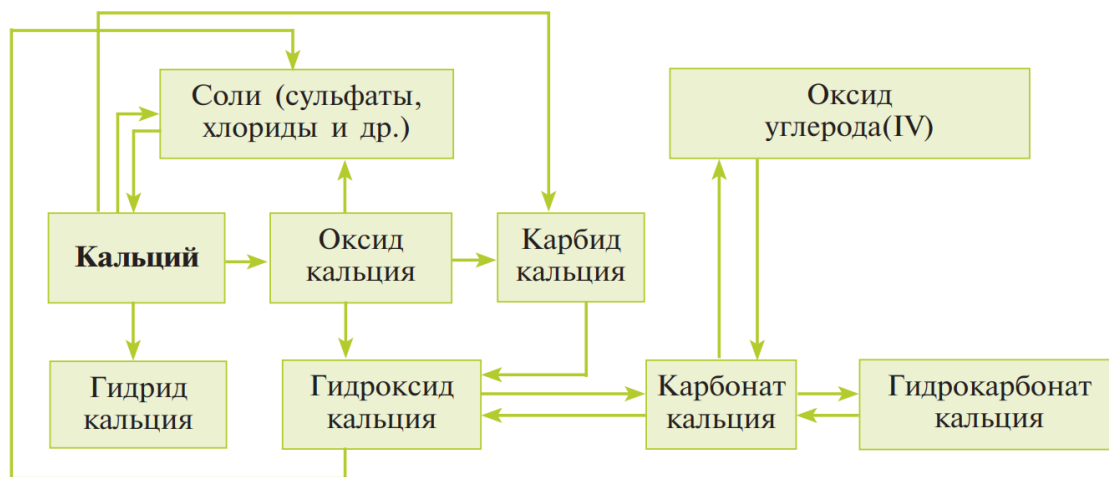 Соли (сульфаты,
хлориды и др.)
Оксид
углерода(IV)
Кальций
Оксид
кальция
Карбид
кальция
Гидрид
кальция
Гидроксид
кальция
Карбонат
кальция
Гидрокарбонат
кальция